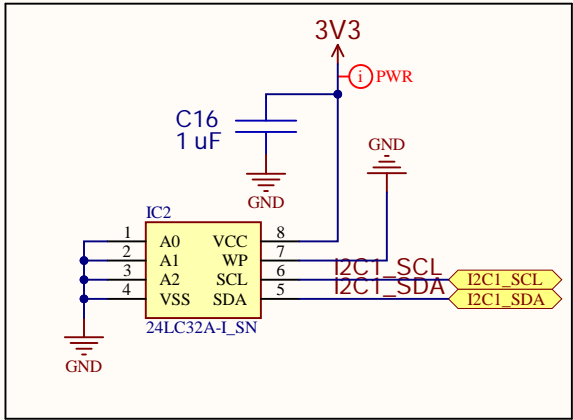 3V3
i PWR
C16
1 uF
GND
GND
IC2
1 A0 VCC 8
2 A1 WP 7
3 A2 SCL 6 I2C1_SCL I2C1_SCL
4 VSS SDA 5 I2C1_SDA I2C1_SDA
24LC32A-I_SN
GND